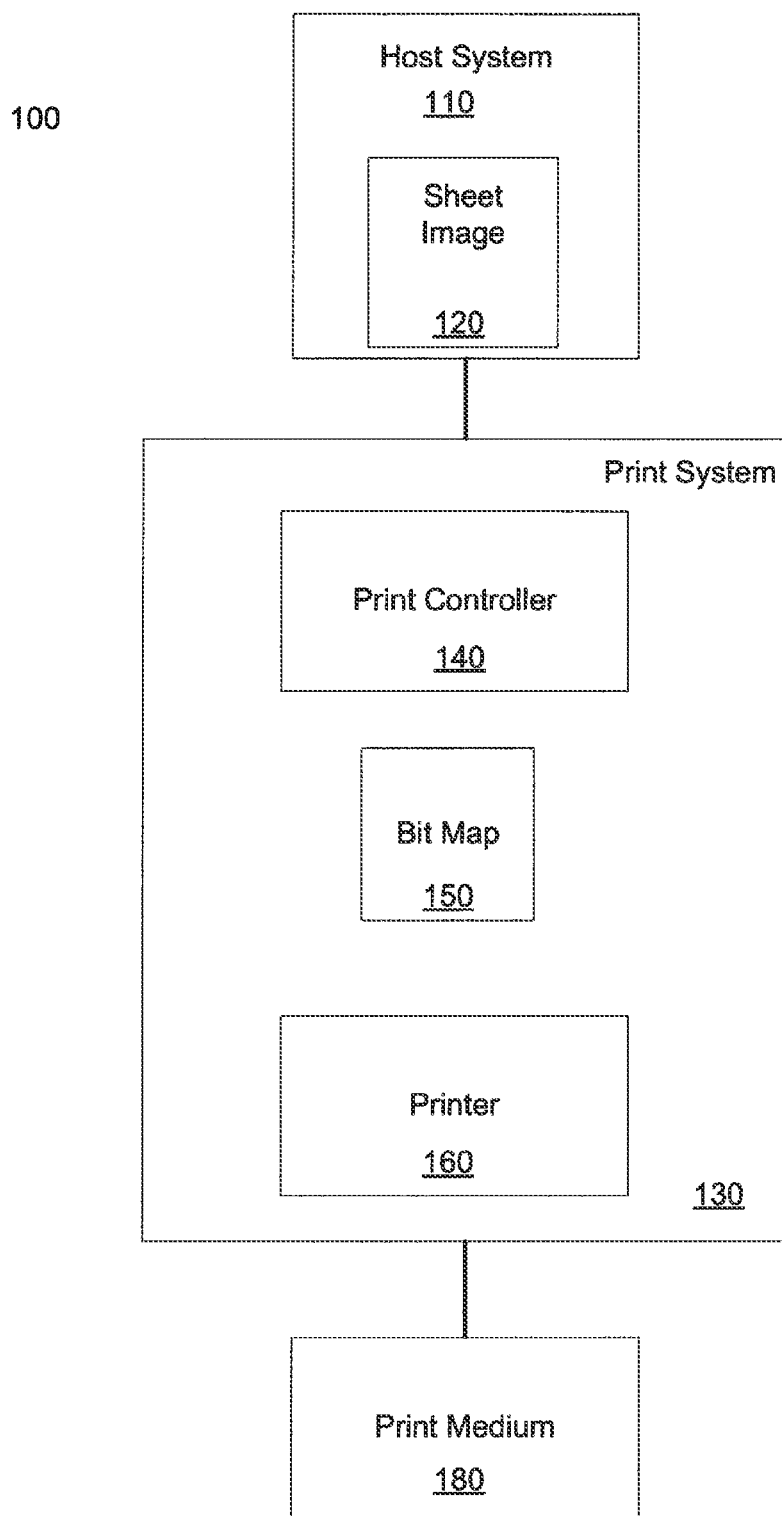 100
Host System
110
Sheet
Image
120
Print System
Print Controller
140
Bit Map
150
Printer
160
130
Print Medium
180